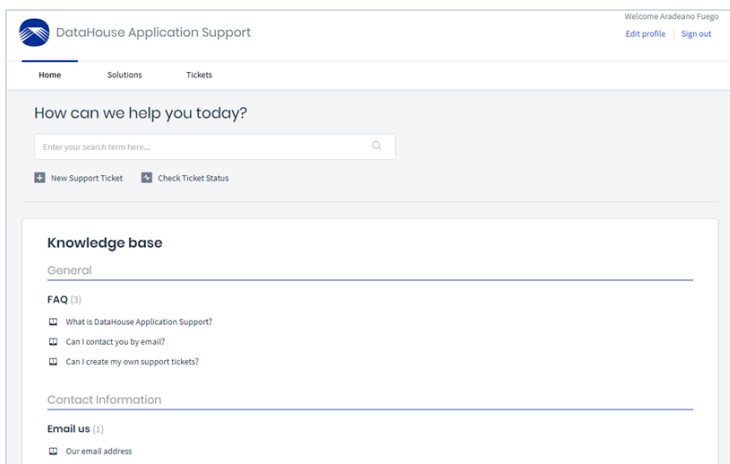 Welcome Aradeano Fuego
DataHouse Application Support
Edit profile | Sign out
Home Solutions Tickets
How can we help you today?
Enter your search term here...
New Support Ticket Check Ticket Status
Knowledge base
General
FAQ (3)
What is DataHouse Application Support?
Can I contact you by email?
Can I create my own support tickets?
Contact Information
Email us (1)
Our email address